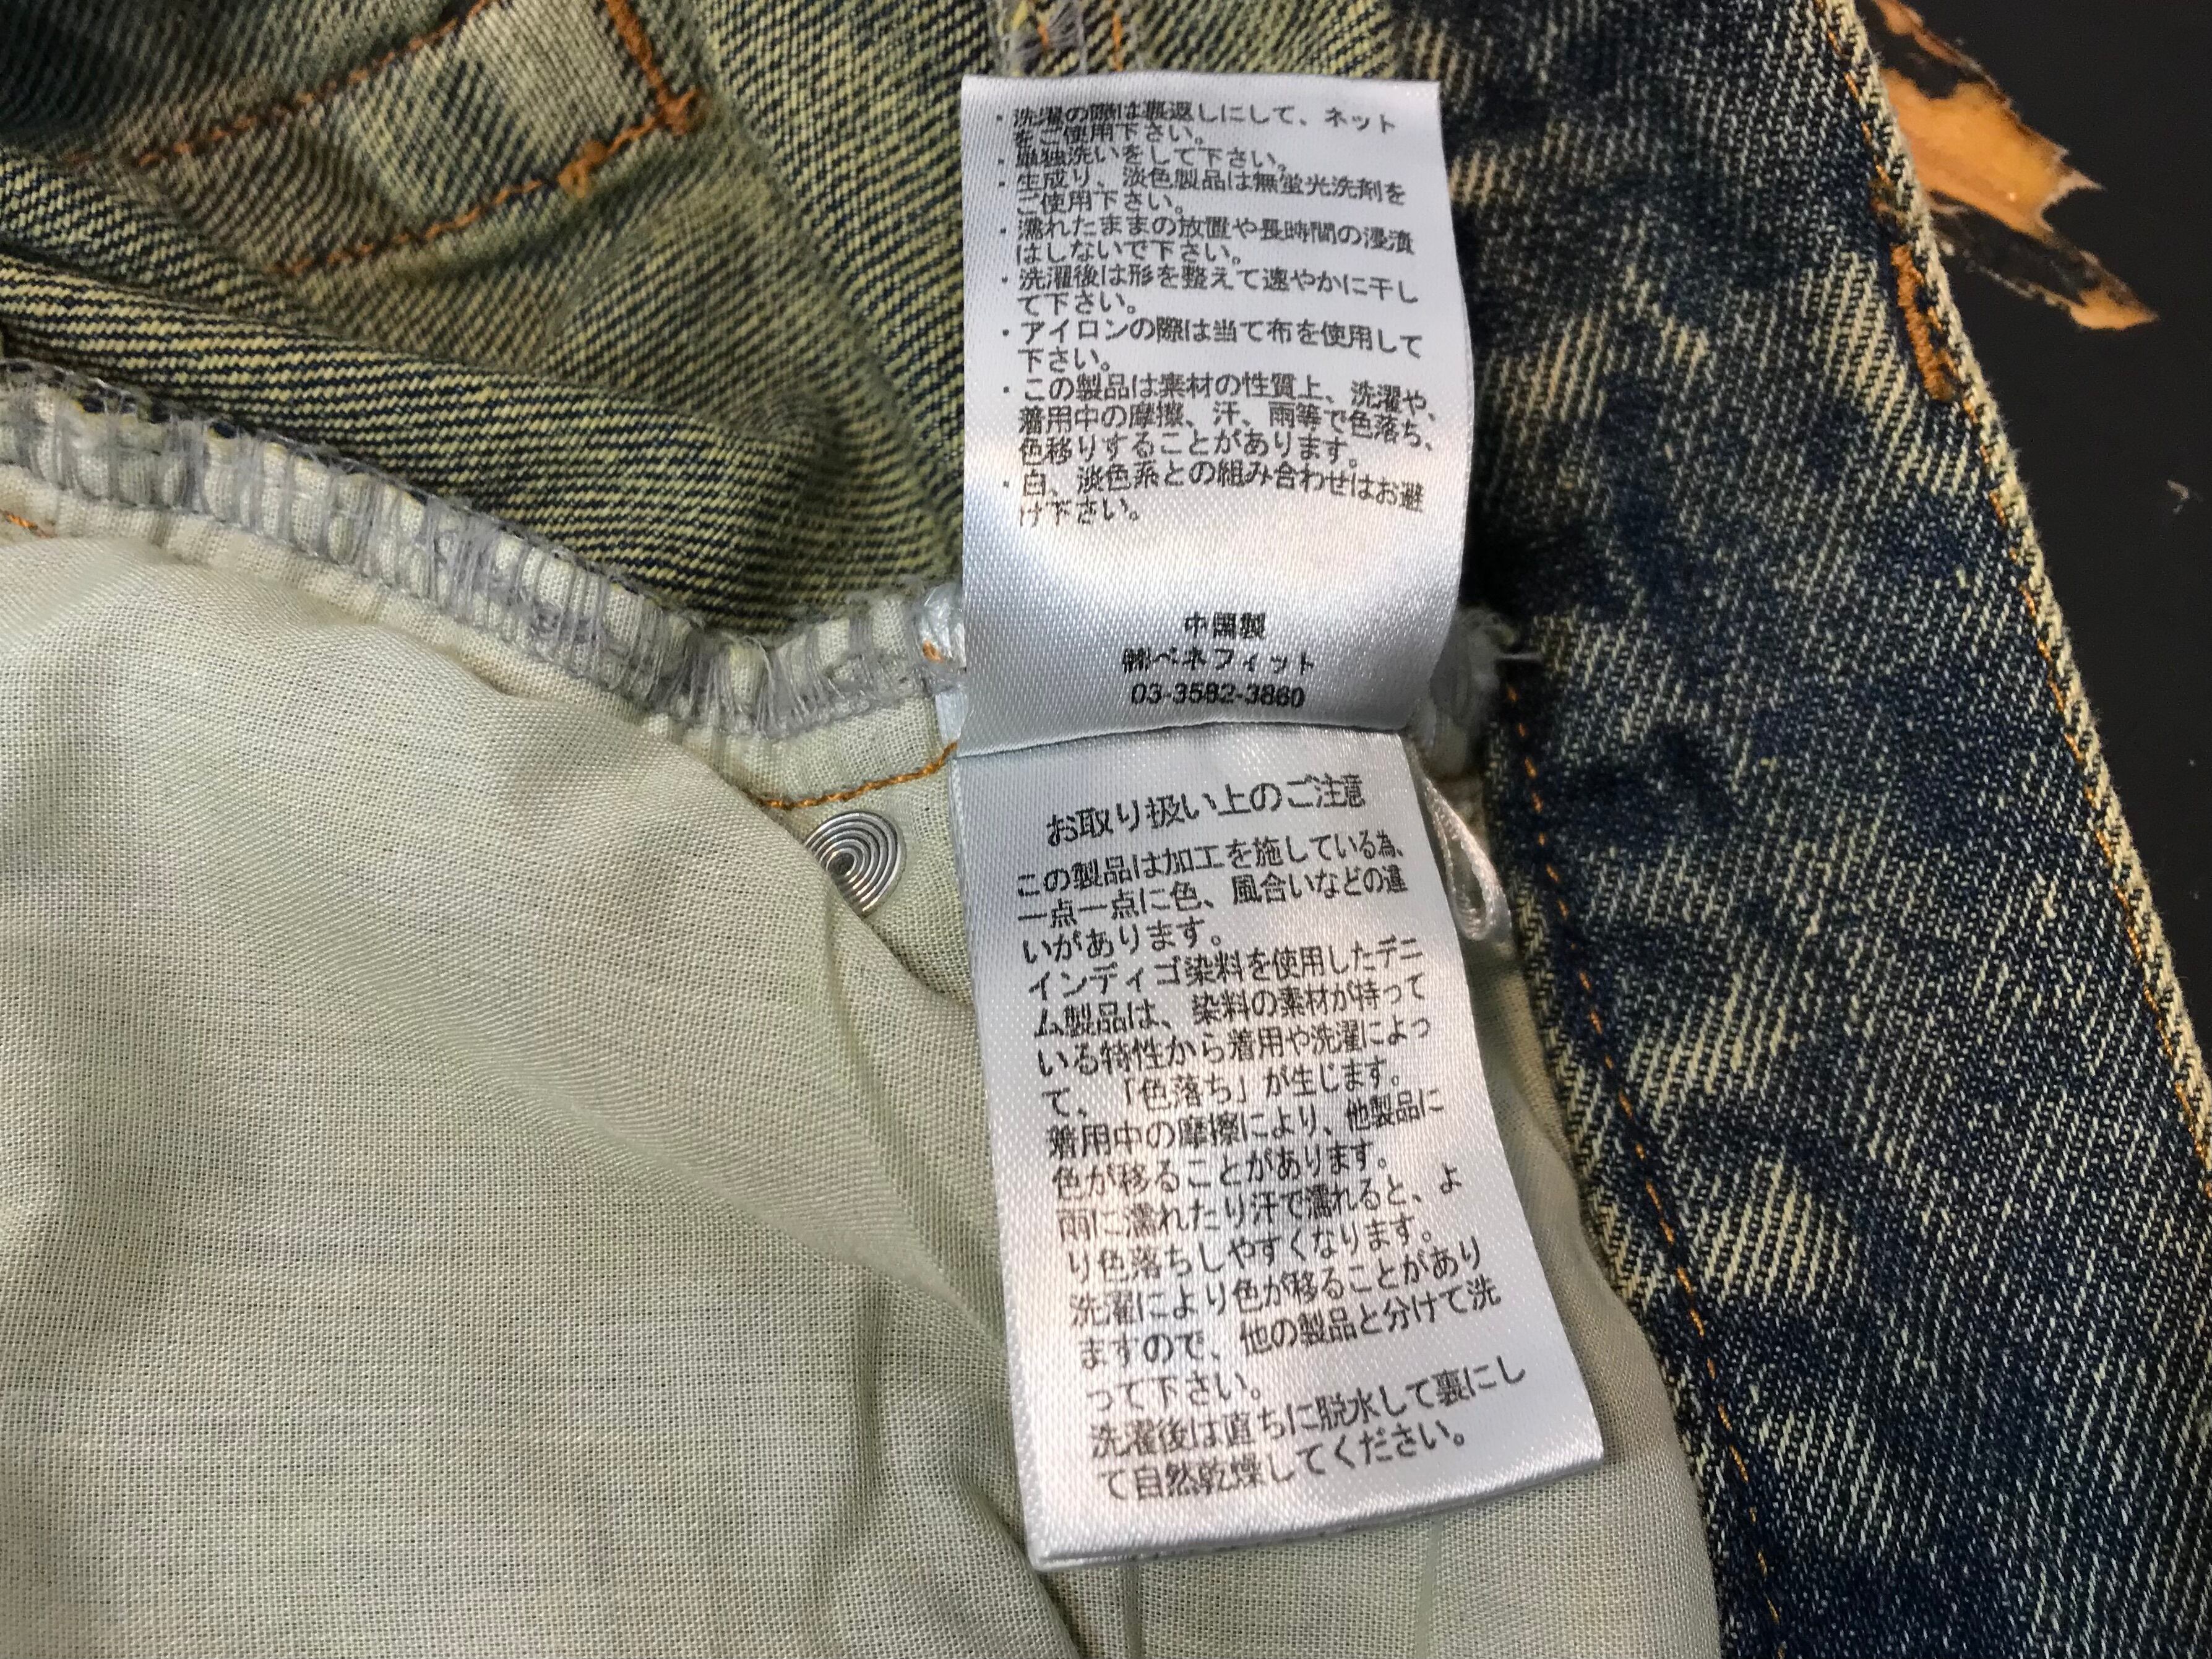 ・洗濯の際は裏返しにして、ネット
をご使用下さい。
・単独洗いをして下さい。
・生成り、淡色製品は無蛍光洗剤を
ご使用下さい。
・濡れたままの放置や長時間の浸漬
はしないで下さい。
・洗濯後は形を整えて速やかに干し
て下さい。
・アイロンの際は当て布を使用して
下さい。
・この製品は素材の性質上、洗濯や、
着用中の摩擦、汗、雨等で色落ち、
色移りすることがあります。
・白、淡色系との組み合わせはお避
け下さい。
中国製
㈱ベネフィット
03-3582-3860
お取り扱い上のご注意
この製品は加工を施している為、
一点一点に色、風合いなどの違
いがあります。
インディゴ染料を使用したデニ
ム製品は、染料の素材が持って
いる特性から着用や洗濯によっ
て、「色落ち」が生じます。
着用中の摩擦により、他製品に
色が移ることがあります。
雨に濡れたり汗で濡れると、よ
り色落ちしやすくなります。
洗濯により色が移ることがあり
ますので、他の製品と分けて洗
って下さい。
洗濯後は直ちに脱水して裏にし
て自然乾燥してください。